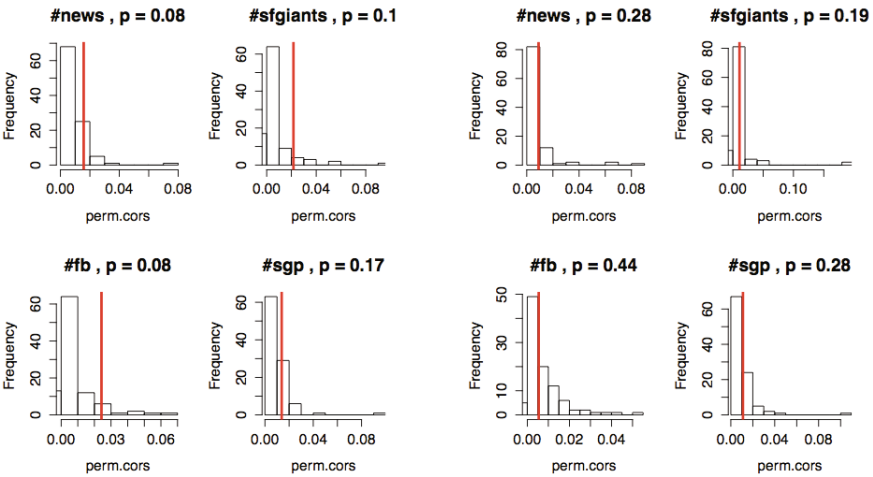 #news , p = 0.08
Frequency
0 20 40 60
0.00 0.04 0.08
perm.cors
#sfgiants , p = 0.1
Frequency
0 20 40 60
0.00 0.04 0.08
perm.cors
#news , p = 0.28
Frequency
0 20 40 60 80
0.00 0.04 0.08
perm.cors
#sfgiants , p = 0.19
Frequency
0 20 40 60 80
0.00 0.10
perm.cors
#fb , p = 0.08
Frequency
0 20 40 60
0.00 0.03 0.06
perm.cors
#sgp , p = 0.17
Frequency
0 20 40 60
0.00 0.04 0.08
perm.cors
#fb , p = 0.44
Frequency
0 10 30 50
0.00 0.02 0.04
perm.cors
#sgp , p = 0.28
Frequency
0 20 40 60
0.00 0.04 0.08
perm.cors